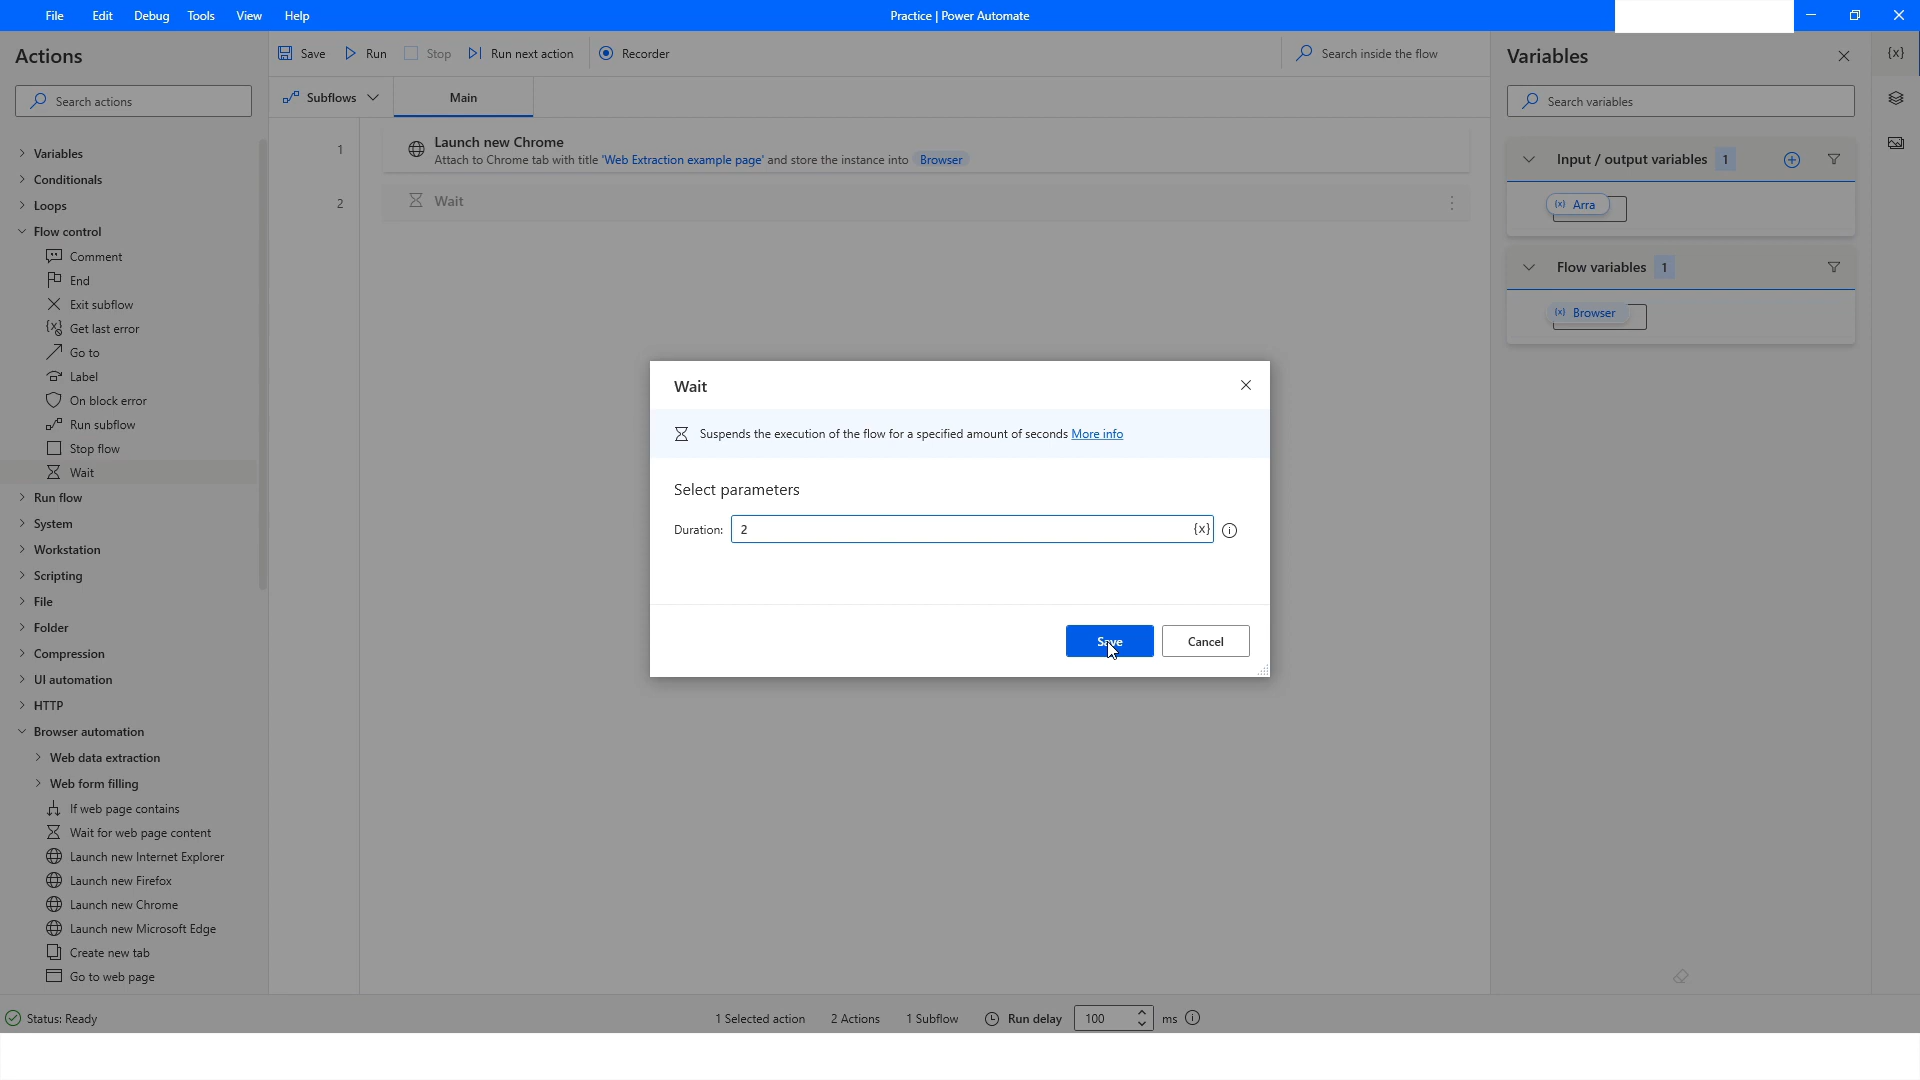 File Edit Debug Tools View Help Practice | Power Automate
Actions
Search actions
Variables
Conditionals
Loops
Flow control
Comment
End
Exit subflow
Get last error
Go to
Label
On block error
Run subflow
Stop flow
Wait
Run flow
System
Workstation
Scripting
File
Folder
Compression
UI automation
HTTP
Browser automation
Web data extraction
Web form filling
If web page contains
Wait for web page content
Launch new Internet Explorer
Launch new Firefox
Launch new Chrome
Launch new Microsoft Edge
Create new tab
Go to web page
Save Run Stop Run next action Recorder Search inside the flow
Subflows Main
1 Launch new Chrome
Attach to Chrome tab with title 'Web Extraction example page' and store the instance into Browser
2 Wait
Wait
Suspends the execution of the flow for a specified amount of seconds More info
Select parameters
Duration: 2 {x}
Save Cancel
Variables
{x}
Search variables
Input / output variables 1
(x) Arra
Flow variables 1
(x) Browser
Status: Ready 1 Selected action 2 Actions 1 Subflow Run delay 100 ms